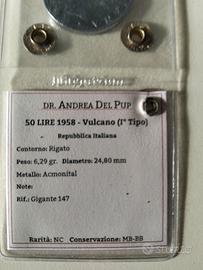 DR. ANDREA DEL PUP
50 LIRE 1958 - Vulcano (I° Tipo)
Repubblica Italiana
Contorno: Rigato
Peso: 6,29 gr. Diametro: 24,80 mm
Metallo: Acmonital
Note:
Rif.: Gigante 147
Rarità: NC Conservazione: MB-BB
subito